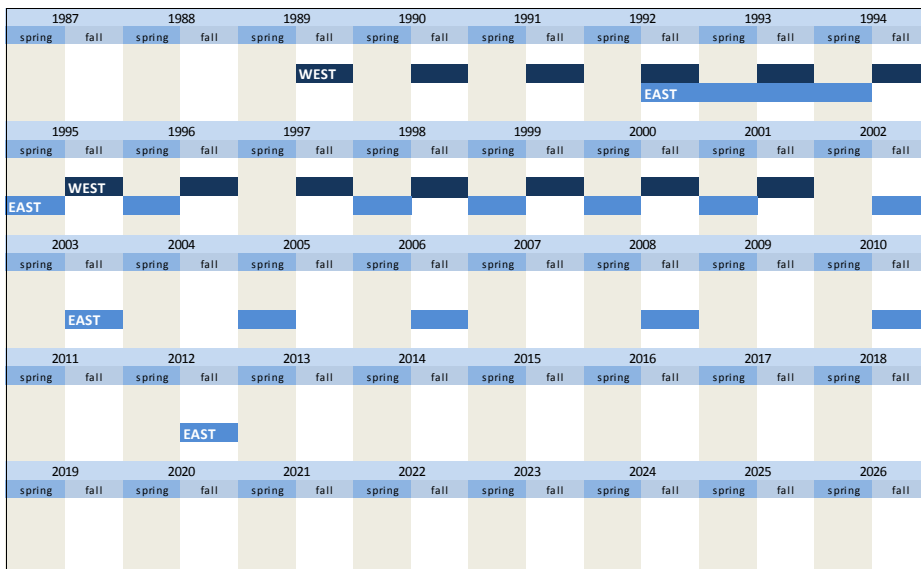 1987 1988 1989 1990 1991 1992 1993 1994
spring fall spring fall spring fall spring fall spring fall spring fall spring fall spring fall
WEST
EAST
1995 1996 1997 1998 1999 2000 2001 2002
spring fall spring fall spring fall spring fall spring fall spring fall spring fall spring fall
WEST
EAST
2003 2004 2005 2006 2007 2008 2009 2010
spring fall spring fall spring fall spring fall spring fall spring fall spring fall spring fall
EAST
2011 2012 2013 2014 2015 2016 2017 2018
spring fall spring fall spring fall spring fall spring fall spring fall spring fall spring fall
EAST
2019 2020 2021 2022 2023 2024 2025 2026
spring fall spring fall spring fall spring fall spring fall spring fall spring fall spring fall